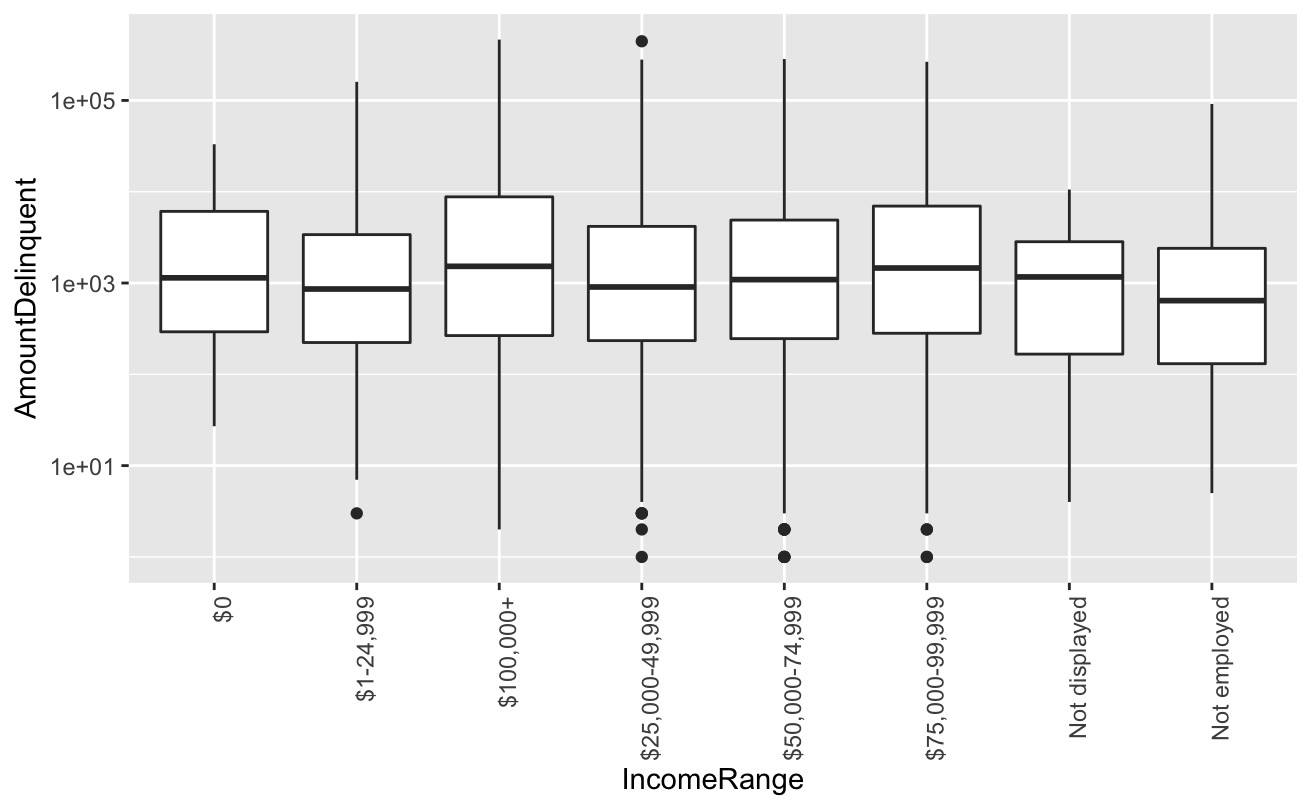 AmountDelinquent
1e+05
1e+03
1e+01
$0
$1-24,999
$100,000+
$25,000-49,999
$50,000-74,999
$75,000-99,999
Not displayed
Not employed
IncomeRange